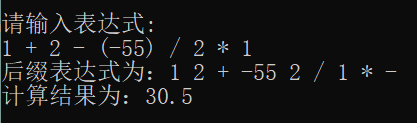 请输入表达式:
1 + 2 - (-55) / 2 * 1
后缀表达式为：1 2 + -55 2 / 1 * -
计算结果为：30.5